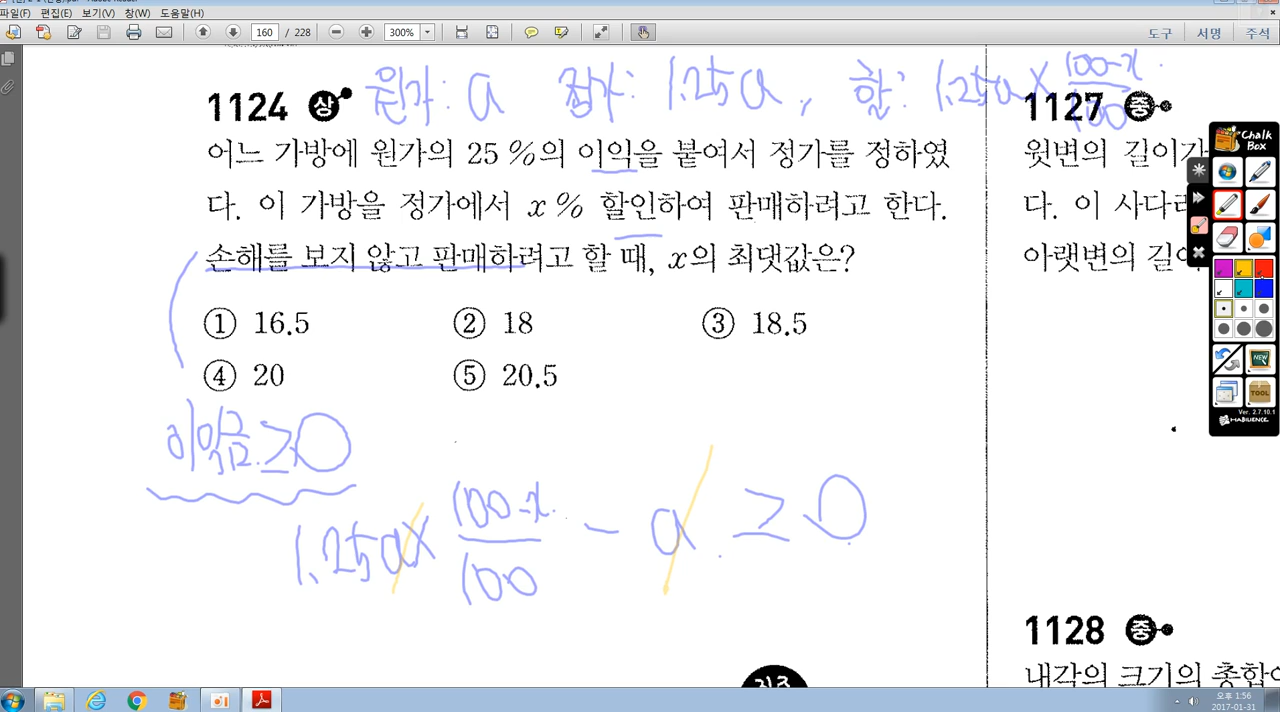 파일(F) 편집(E) 보기(V) 창(W) 도움말(H)
160 / 228 300% 도구 서명 주석
원가: a 정가: 1.25a, 할: 1.25a× (100-x)/100
1124 상
어느 가방에 원가의 25 %의 이익을 붙여서 정가를 정하였
다. 이 가방을 정가에서 x % 할인하여 판매하려고 한다.
손해를 보지 않고 판매하려고 할 때, x의 최댓값은?
① 16.5 ② 18 ③ 18.5
④ 20 ⑤ 20.5
이익금 ≥ 0
1.25a× (100-x)/100 - a ≥ 0
1127 중
윗변의 길이가
다. 이 사다리
아랫변의 길이
1128 중
내각의 크기의 총합이
Chalk
Box
NEW
TOOL
Ver. 2.7.10.1
HABILIENCE.
오후 1:56
2017-01-31